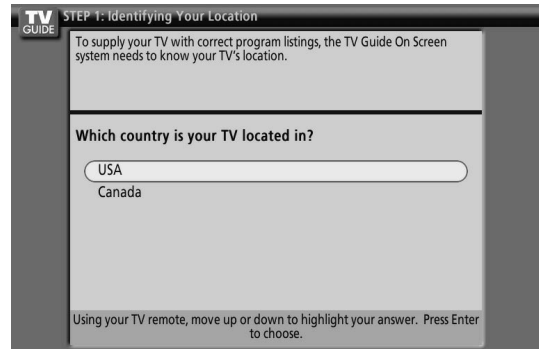 TV
GUIDE
STEP 1: Identifying Your Location
To supply your TV with correct program listings, the TV Guide On Screen
system needs to know your TV's location.
Which country is your TV located in?
USA
Canada
Using your TV remote, move up or down to highlight your answer. Press Enter
to choose.